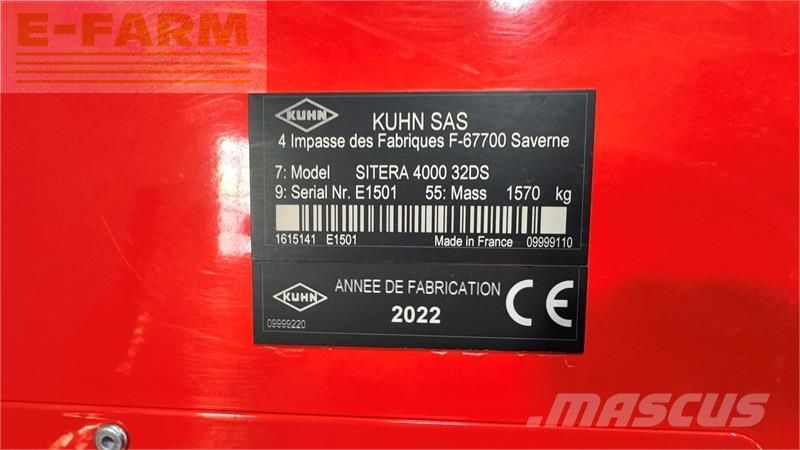 E-FARM
KUHN
KUHN SAS
4 Impasse des Fabriques F-67700 Saverne
7: Model SITERA 4000 32DS
9: Serial Nr. E1501 55: Mass 1570 kg
1615141 E1501 Made in France 09999110
KUHN
ANNEE DE FABRICATION
2022
CE
09999220
MASCUS